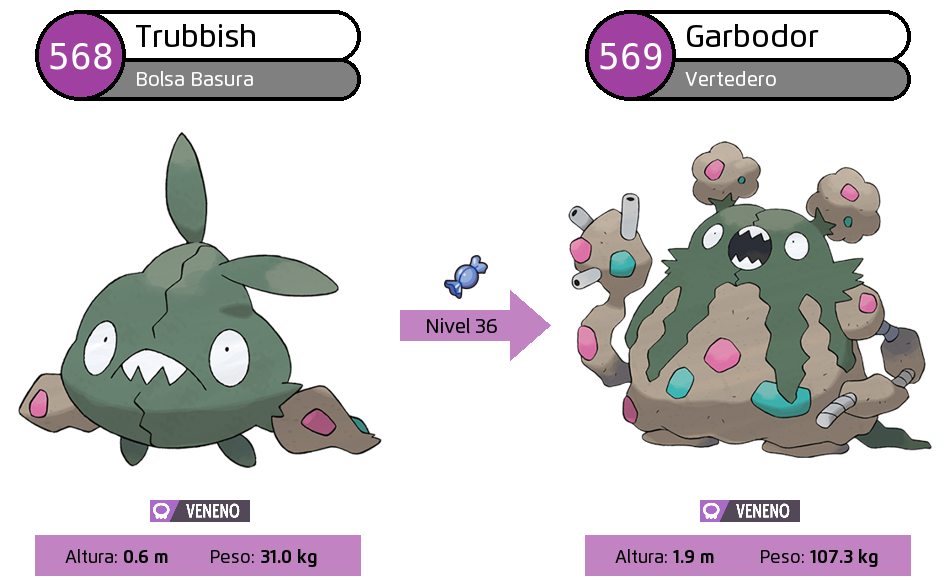 568
Trubbish
Bolsa Basura
569
Garbodor
Vertedero
Nivel 36
VENENO
Altura: 0.6 m Peso: 31.0 kg
VENENO
Altura: 1.9 m Peso: 107.3 kg